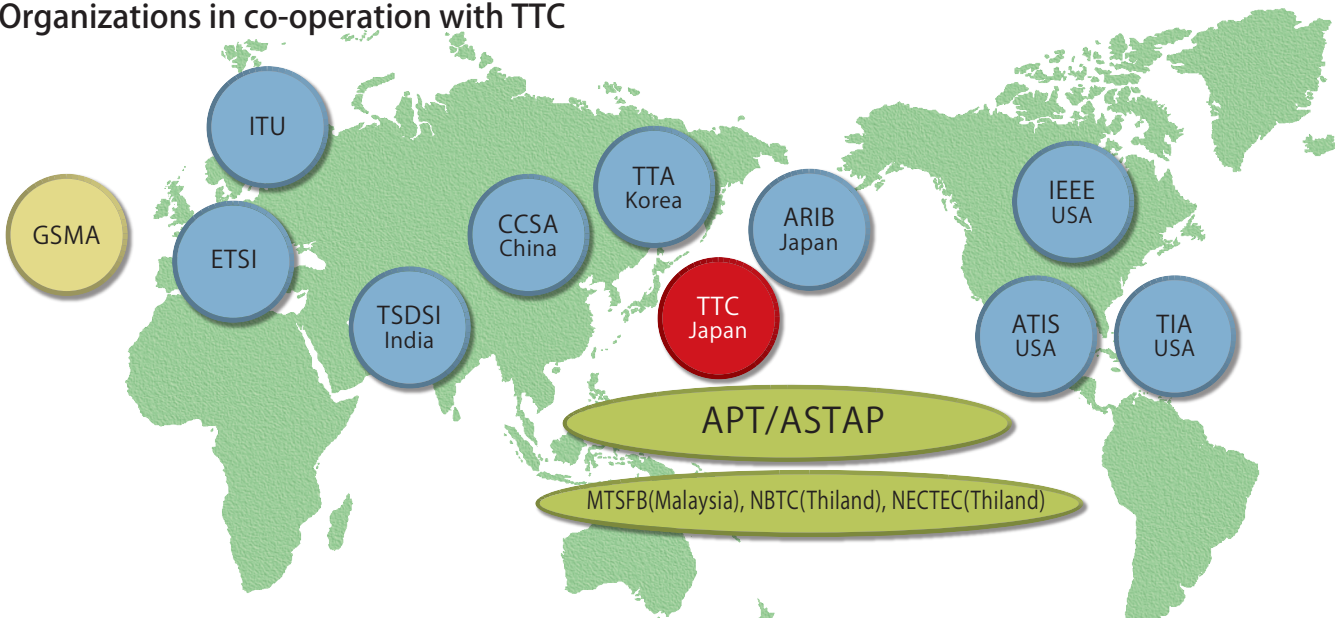 Organizations in co-operation with TTC
ITU
GSMA
ETSI
TSDSI
India
CCSA
China
TTA
Korea
ARIB
Japan
TTC
Japan
IEEE
USA
ATIS
USA
TIA
USA
APT/ASTAP
MTSFB(Malaysia), NBTC(Thiland), NECTEC(Thiland)